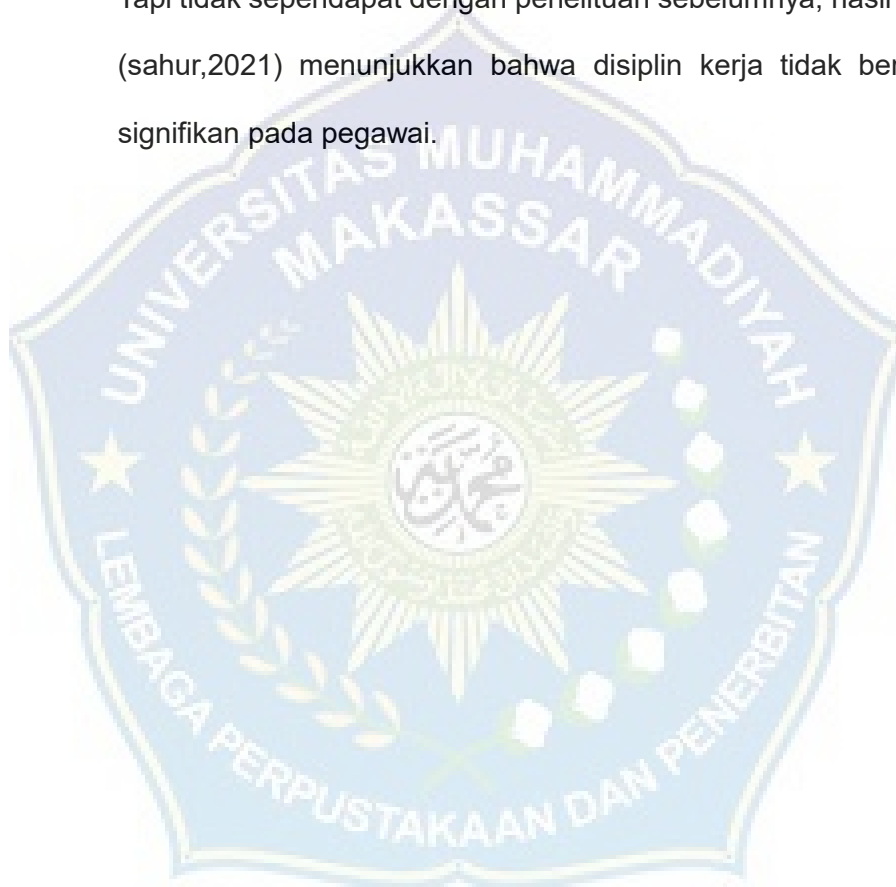 Tapi tidak sependapat dengan penelituan sebelumnya, hasil
(sahur,2021) menunjukkan bahwa disiplin kerja tidak ber
signifikan pada pegawai.
UNIVERSITAS MUHAMMADIYAH
MAKASSAR
LEMBAGA PERPUSTAKAAN DAN PENERBITAN